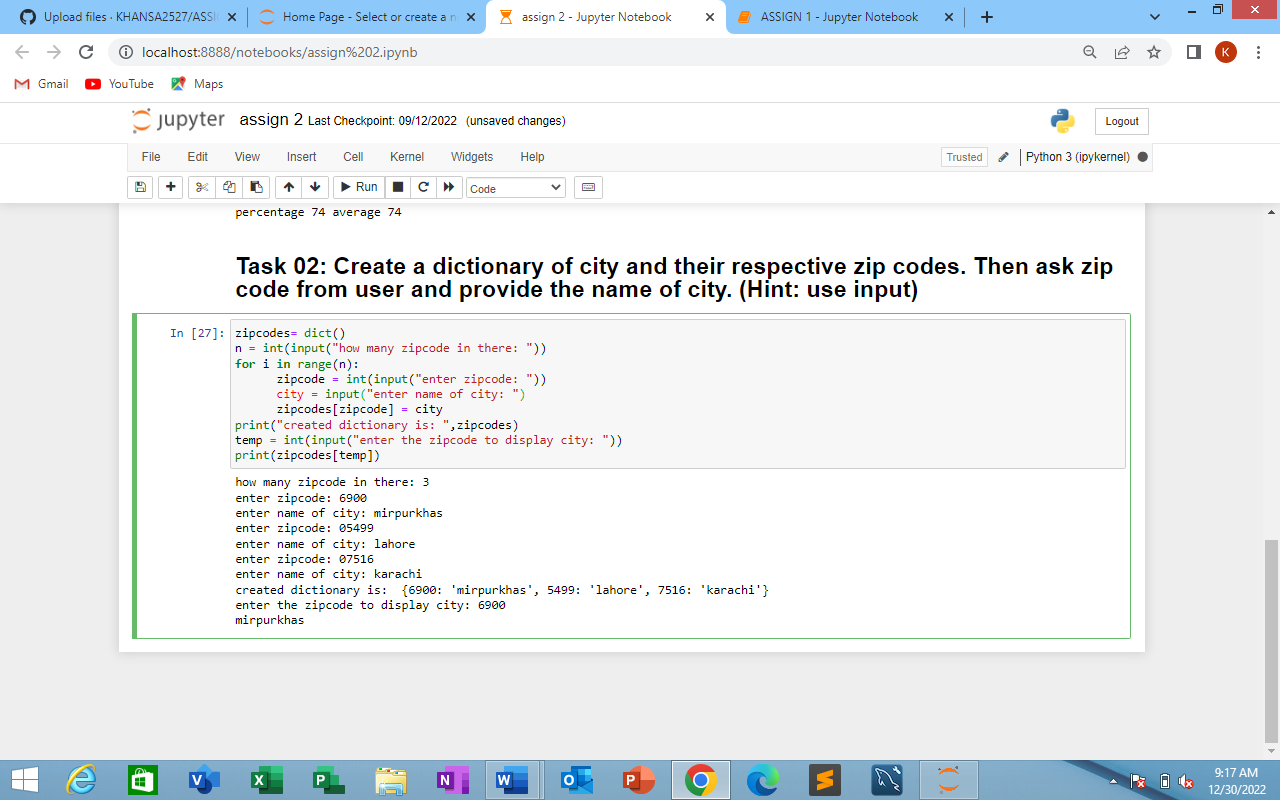 Upload files · KHANSA2527/ASSI
Home Page - Select or create a n
assign 2 - Jupyter Notebook
ASSIGN 1 - Jupyter Notebook
localhost:8888/notebooks/assign%202.ipynb
K
Gmail
YouTube
Maps
jupyter
assign 2 Last Checkpoint: 09/12/2022 (unsaved changes)
Logout
File Edit View Insert Cell Kernel Widgets Help
Trusted
Python 3 (ipykernel)
Run
Code
percentage 74 average 74
Task 02: Create a dictionary of city and their respective zip codes. Then ask zip
code from user and provide the name of city. (Hint: use input)
In [27]:
zipcodes= dict()
n = int(input("how many zipcode in there: "))
for i in range(n):
      zipcode = int(input("enter zipcode: "))
      city = input("enter name of city: ")
      zipcodes[zipcode] = city
print("created dictionary is: ",zipcodes)
temp = int(input("enter the zipcode to display city: "))
print(zipcodes[temp])
how many zipcode in there: 3
enter zipcode: 6900
enter name of city: mirpurkhas
enter zipcode: 05499
enter name of city: lahore
enter zipcode: 07516
enter name of city: karachi
created dictionary is:  {6900: 'mirpurkhas', 5499: 'lahore', 7516: 'karachi'}
enter the zipcode to display city: 6900
mirpurkhas
9:17 AM
12/30/2022